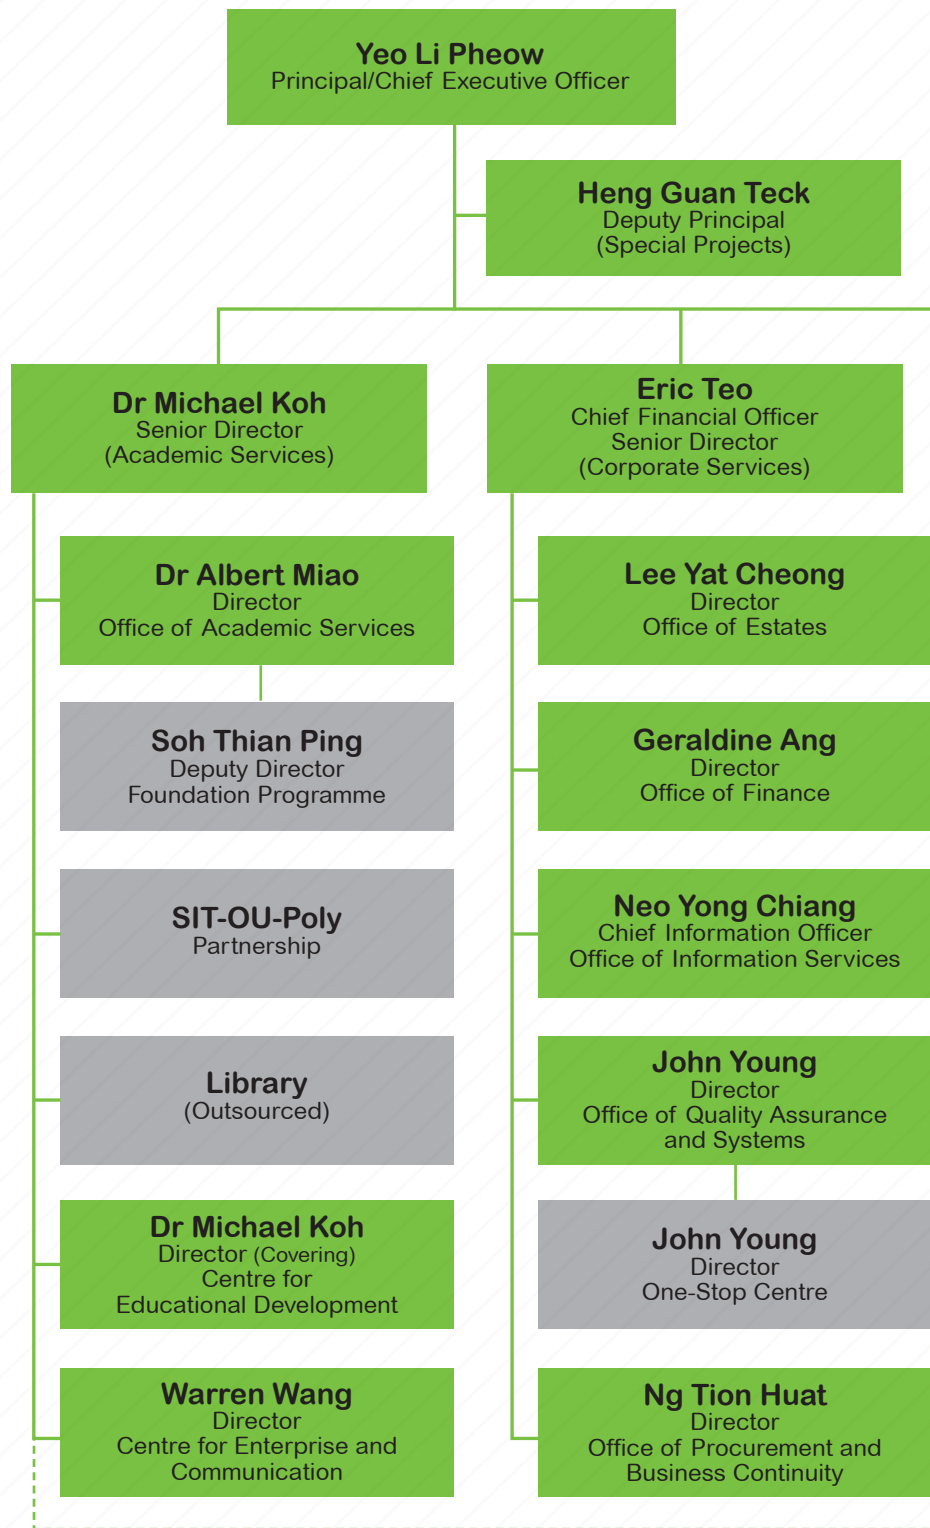 Yeo Li Pheow
Principal/Chief Executive Officer
Heng Guan Teck
Deputy Principal
(Special Projects)
Dr Michael Koh
Senior Director
(Academic Services)
Eric Teo
Chief Financial Officer
Senior Director
(Corporate Services)
Dr Albert Miao
Director
Office of Academic Services
Soh Thian Ping
Deputy Director
Foundation Programme
SIT-OU-Poly
Partnership
Library
(Outsourced)
Dr Michael Koh
Director (Covering)
Centre for
Educational Development
Warren Wang
Director
Centre for Enterprise and
Communication
Lee Yat Cheong
Director
Office of Estates
Geraldine Ang
Director
Office of Finance
Neo Yong Chiang
Chief Information Officer
Office of Information Services
John Young
Director
Office of Quality Assurance
and Systems
John Young
Director
One-Stop Centre
Ng Tion Huat
Director
Office of Procurement and
Business Continuity